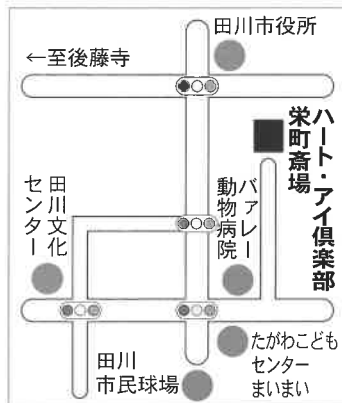 田川市役所
←至後藤寺
ハート・アイ倶楽部
栄町斎場
バァレー
動物病院
田川文化
センター
たがわこども
センター
まいまい
田川
市民球場